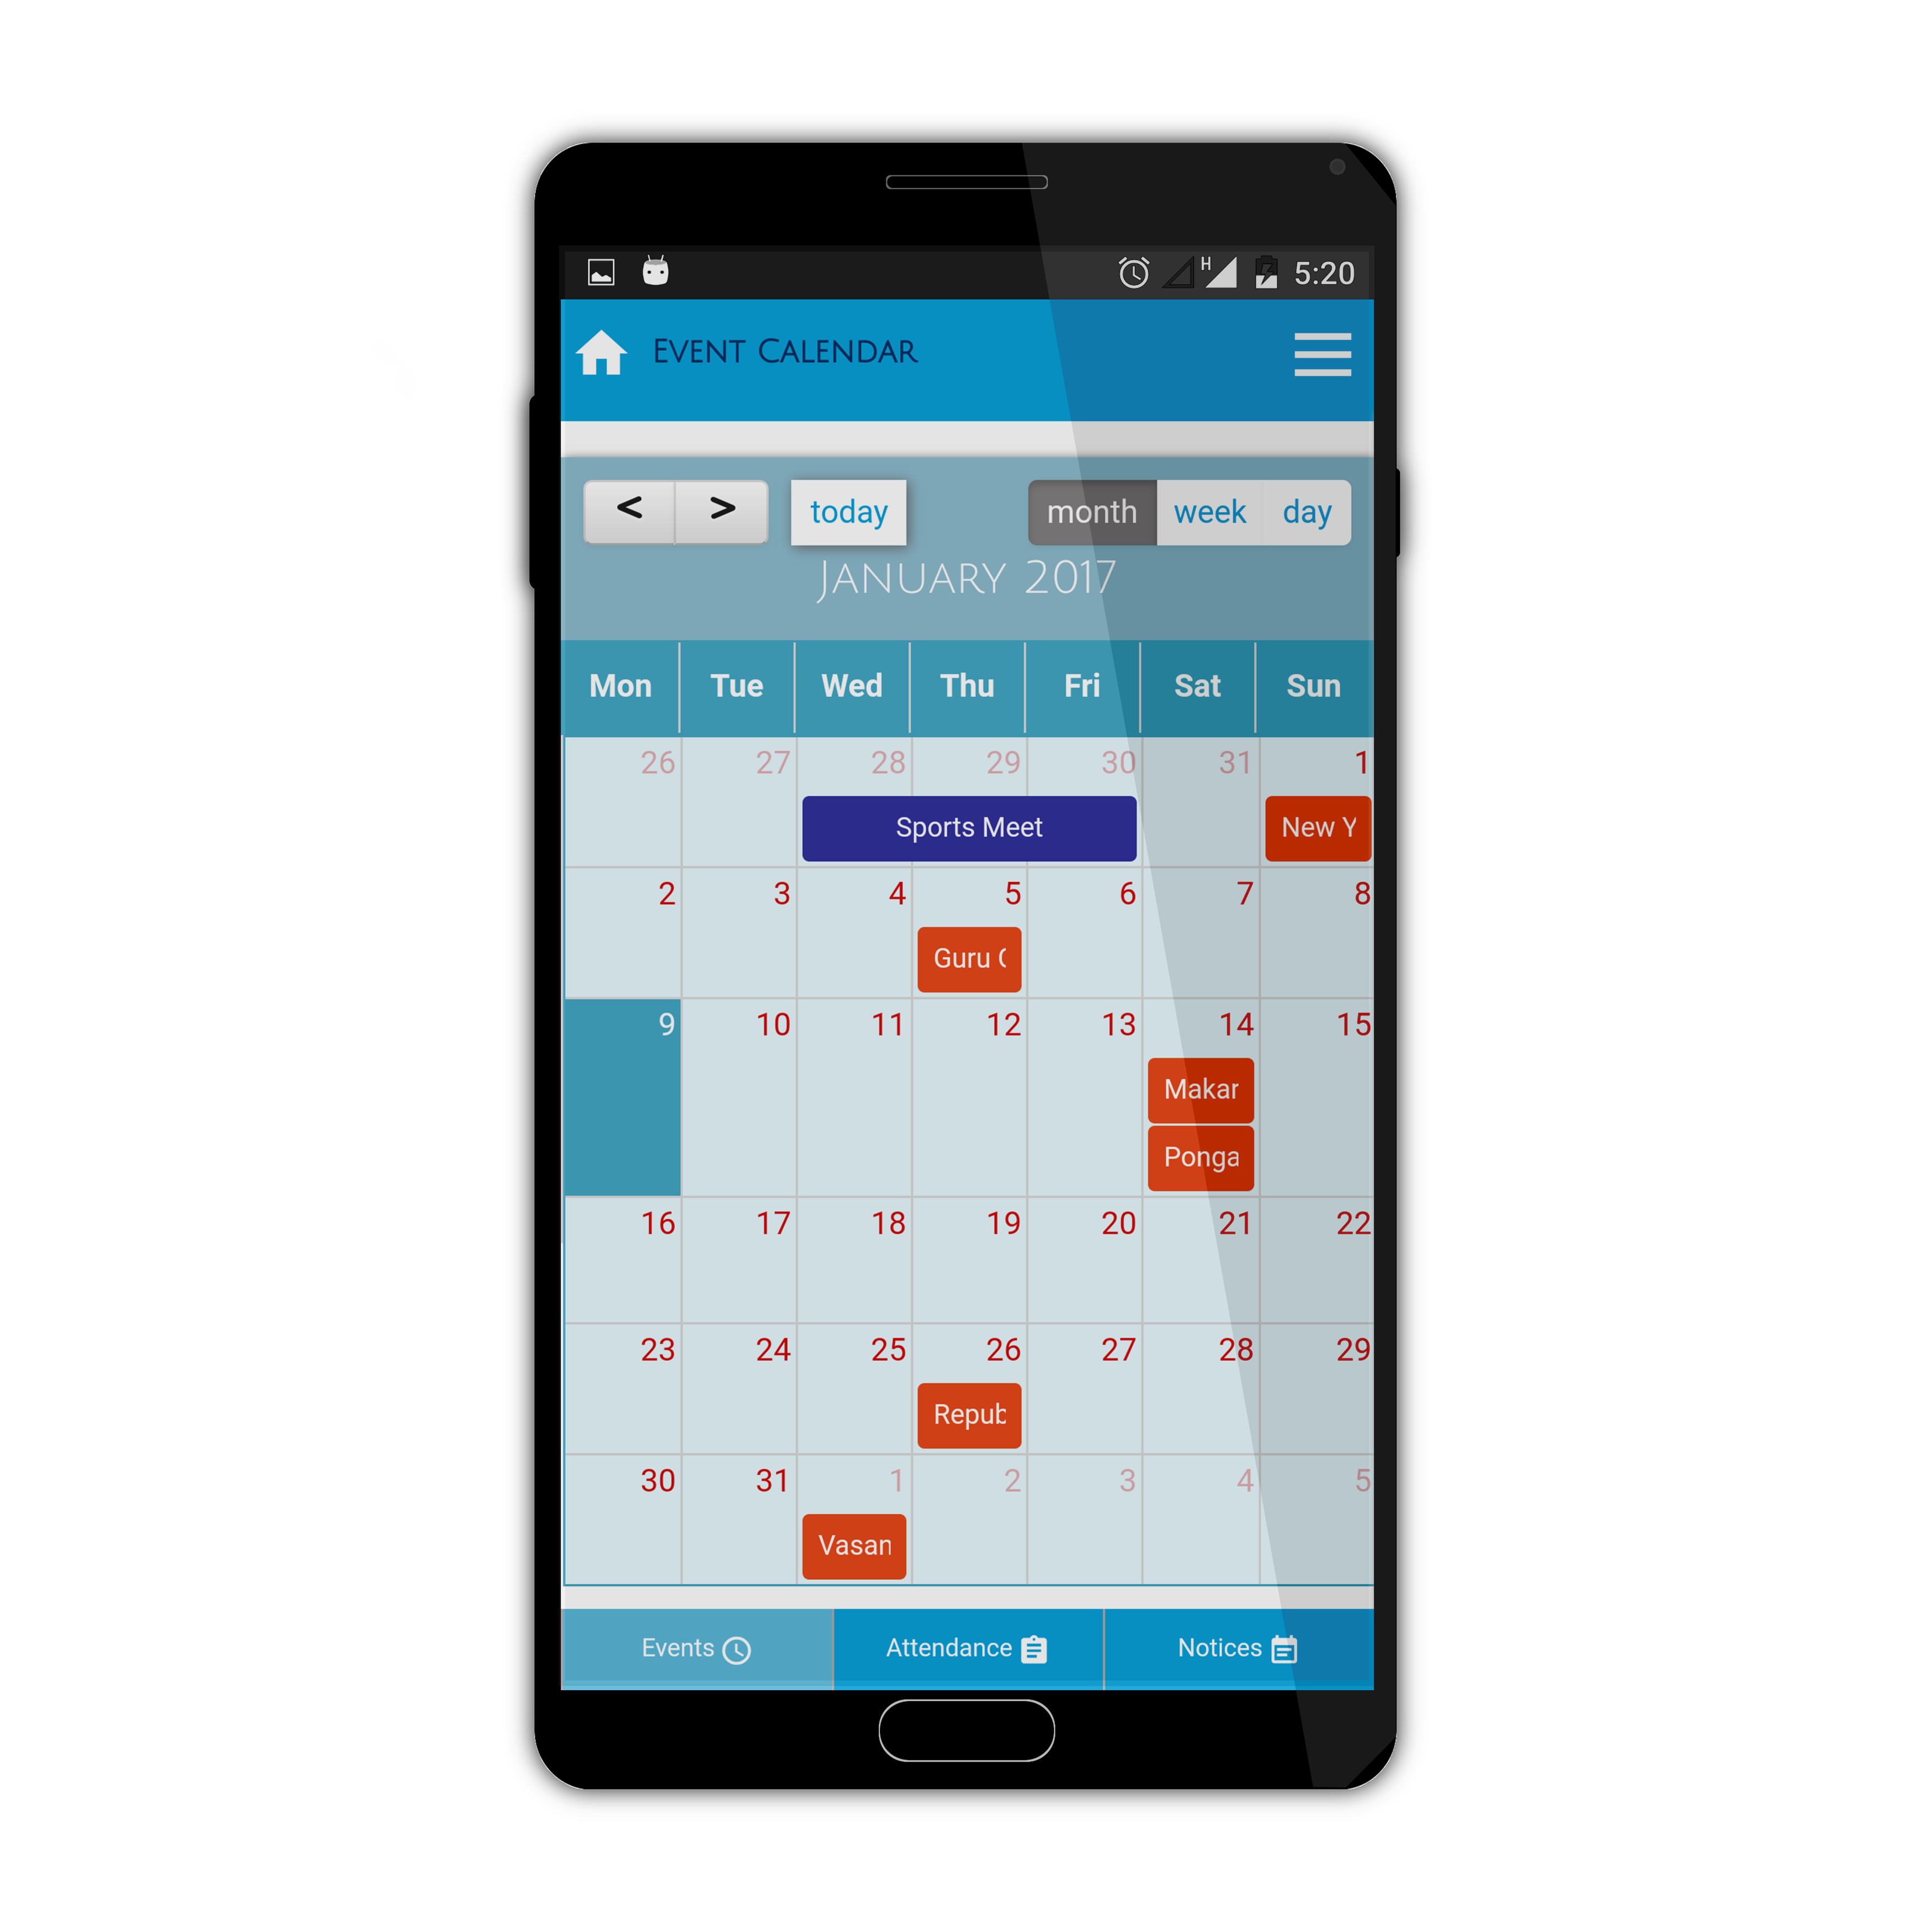 H 5:20
Event Calendar
< > today month week day
January 2017
Mon Tue Wed Thu Fri Sat Sun
26 27 28 29 30 31 1
Sports Meet New Y
2 3 4 5 6 7 8
Guru
9 10 11 12 13 14 15
Makar
Ponga
16 17 18 19 20 21 22
23 24 25 26 27 28 29
Repub
30 31 1 2 3 4 5
Vasan
Events Attendance Notices